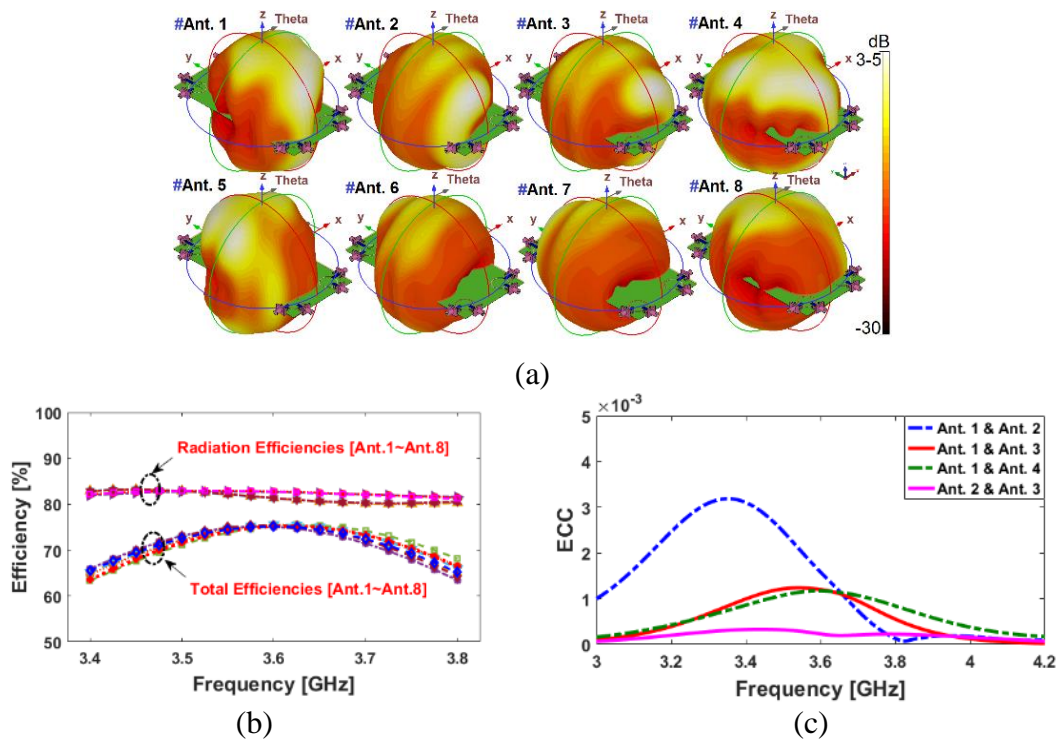 #Ant. 1 z Theta x y
#Ant. 2 z Theta x y
#Ant. 3 z Theta x y
#Ant. 4 z Theta x y
dB
3-5
#Ant. 5 z Theta x y
#Ant. 6 z Theta x y
#Ant. 7 z Theta x y
#Ant. 8 z Theta x y
-30
(a)
100
90
80
70
60
50
Efficiency [%]
Radiation Efficiencies [Ant.1~Ant.8]
Total Efficiencies [Ant.1~Ant.8]
3.4 3.5 3.6 3.7 3.8
Frequency [GHz]
(b)
×10⁻³
5
4
3
2
1
0
ECC
Ant. 1 & Ant. 2
Ant. 1 & Ant. 3
Ant. 1 & Ant. 4
Ant. 2 & Ant. 3
3 3.2 3.4 3.6 3.8 4 4.2
Frequency [GHz]
(c)